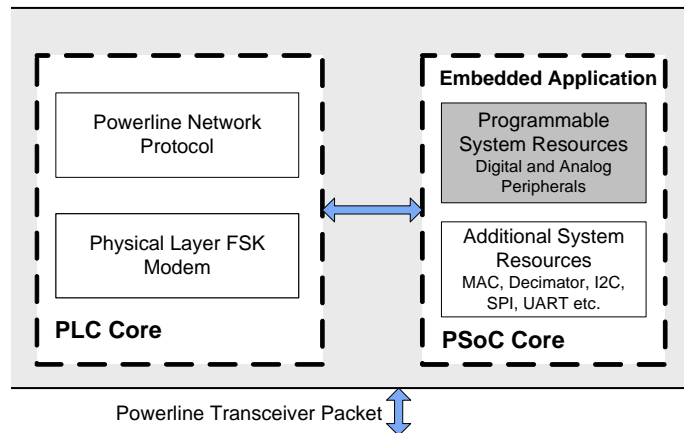 Powerline Network
Protocol
Physical Layer FSK
Modem
PLC Core
Embedded Application
Programmable
System Resources
Digital and Analog
Peripherals
Additional System
Resources
MAC, Decimator, I2C,
SPI, UART etc.
PSoC Core
Powerline Transceiver Packet